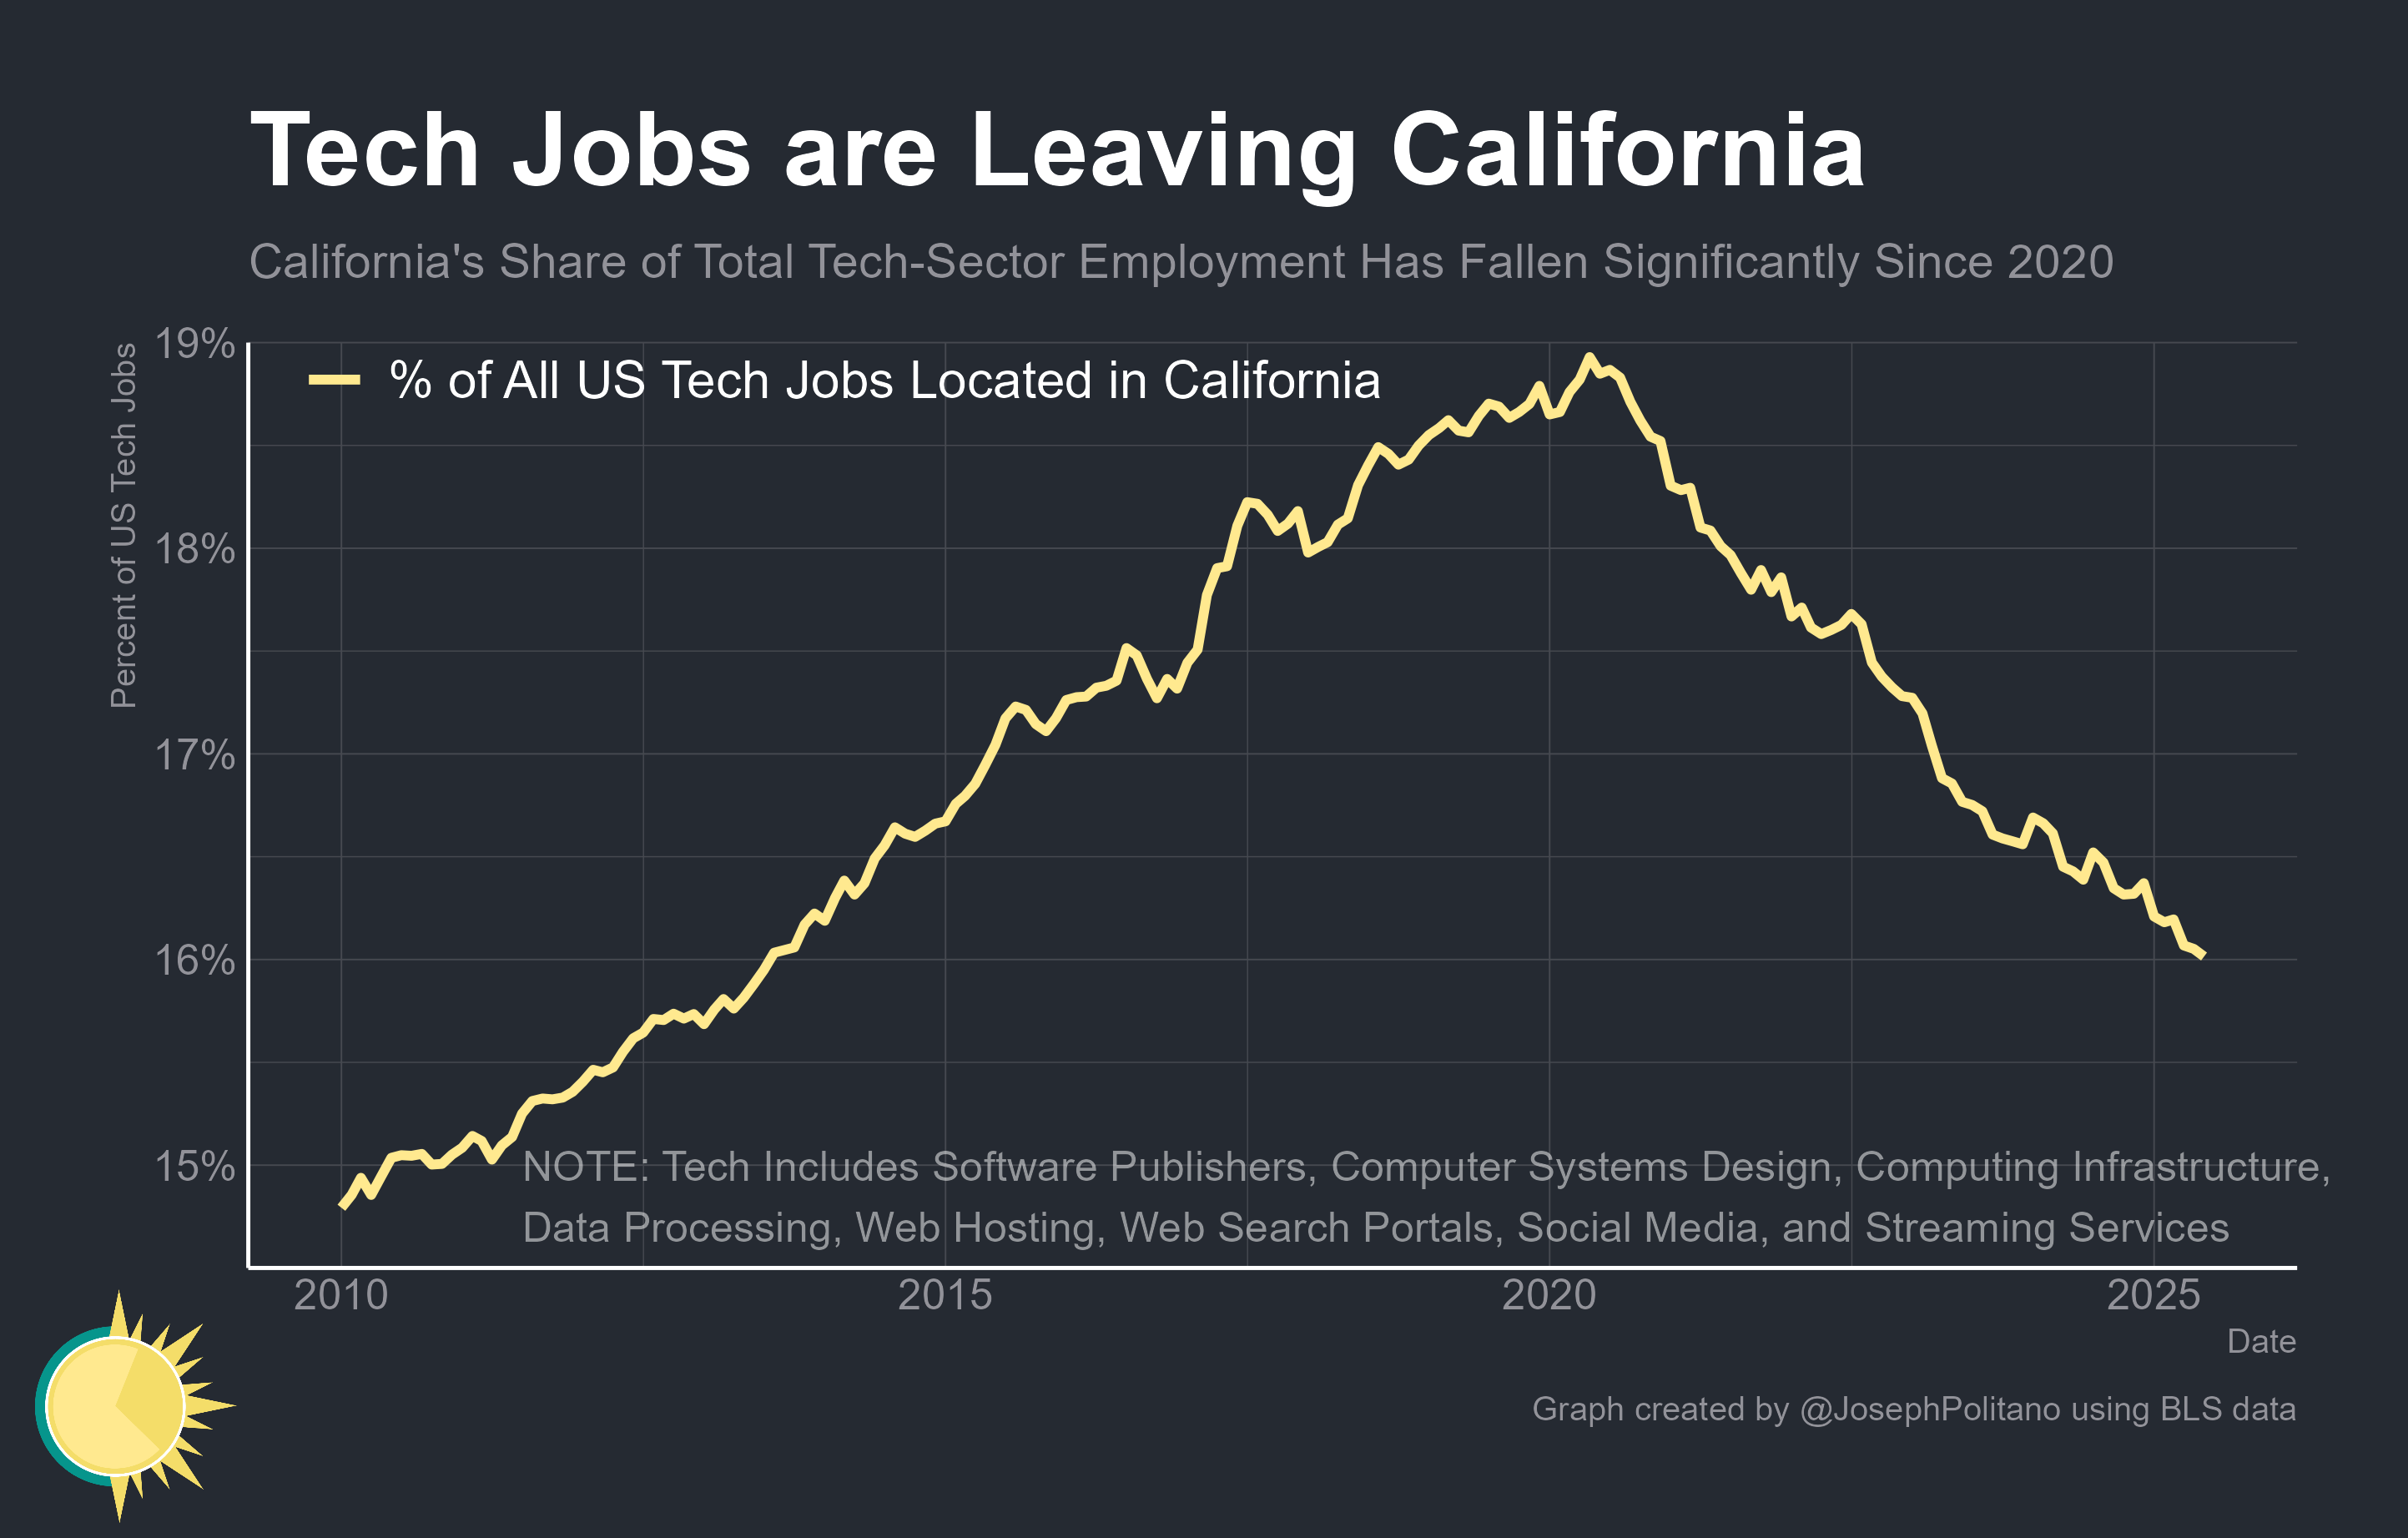 Tech Jobs are Leaving California
California's Share of Total Tech-Sector Employment Has Fallen Significantly Since 2020
Percent of US Tech Jobs
19%
% of All US Tech Jobs Located in California
18%
17%
16%
15%
NOTE: Tech Includes Software Publishers, Computer Systems Design, Computing Infrastructure,
Data Processing, Web Hosting, Web Search Portals, Social Media, and Streaming Services
2010 2015 2020 2025
Date
Graph created by @JosephPolitano using BLS data